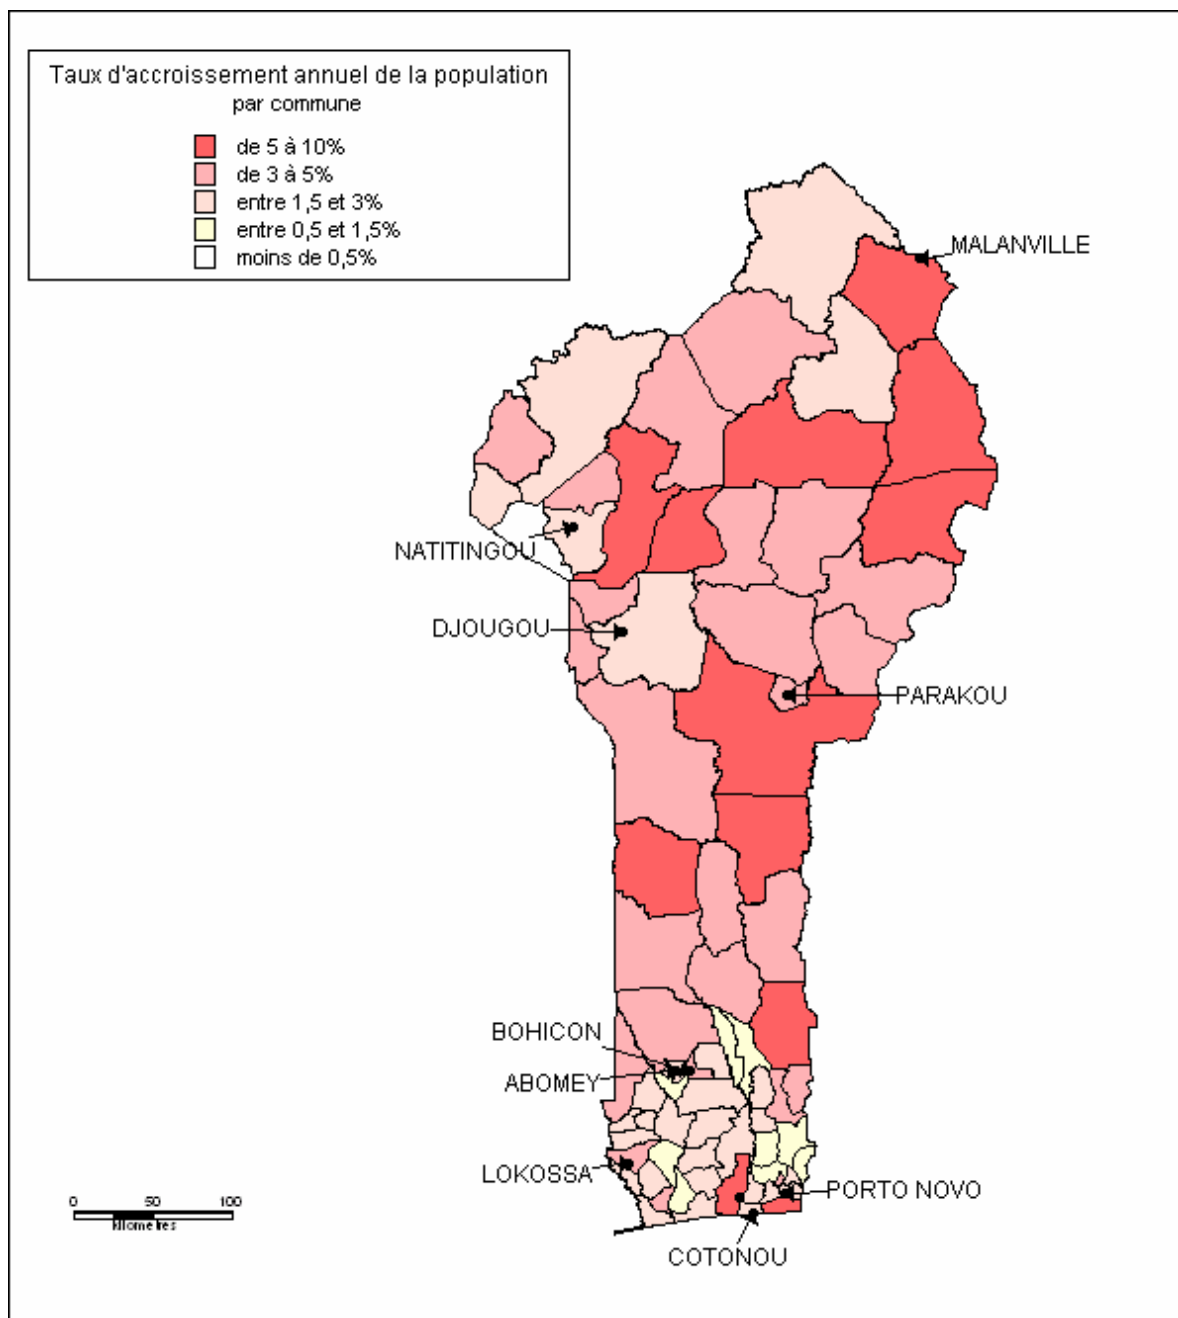 Taux d'accroissement annuel de la population
par commune
de 5 à 10%
de 3 à 5%
entre 1,5 et 3%
entre 0,5 et 1,5%
moins de 0,5%
MALANVILLE
NATITINGOU
DJOUGOU
PARAKOU
BOHICON
ABOMEY
LOKOSSA
PORTO NOVO
COTONOU
0 50 100
kilometres